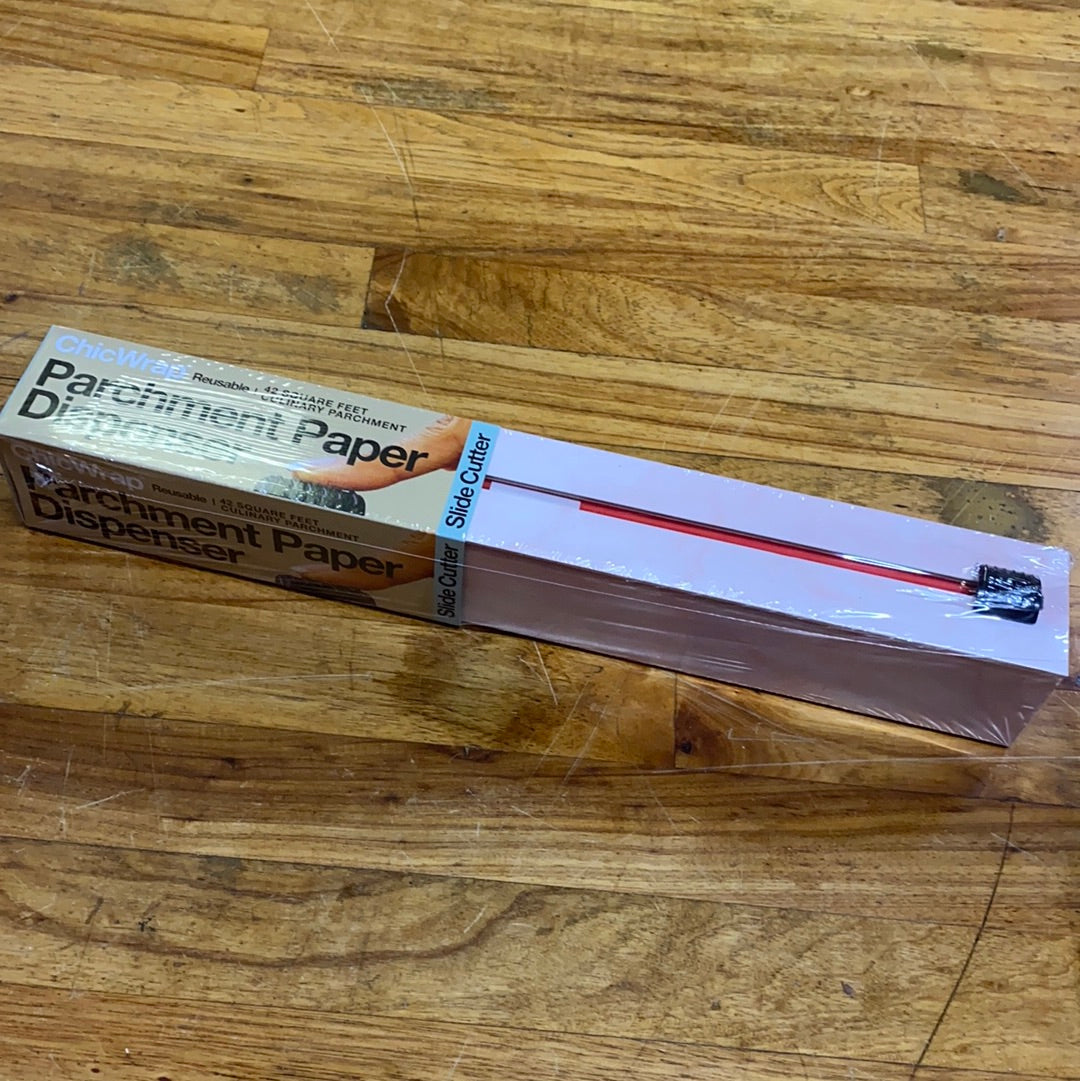 ChicWrap
Reusable | 42 SQUARE FEET
CULINARY PARCHMENT
Parchment Paper
Dispenser
Slide Cutter
ChicWrap
Reusable | 42 SQUARE FEET
CULINARY PARCHMENT
Parchment Paper
Dispenser
Slide Cutter